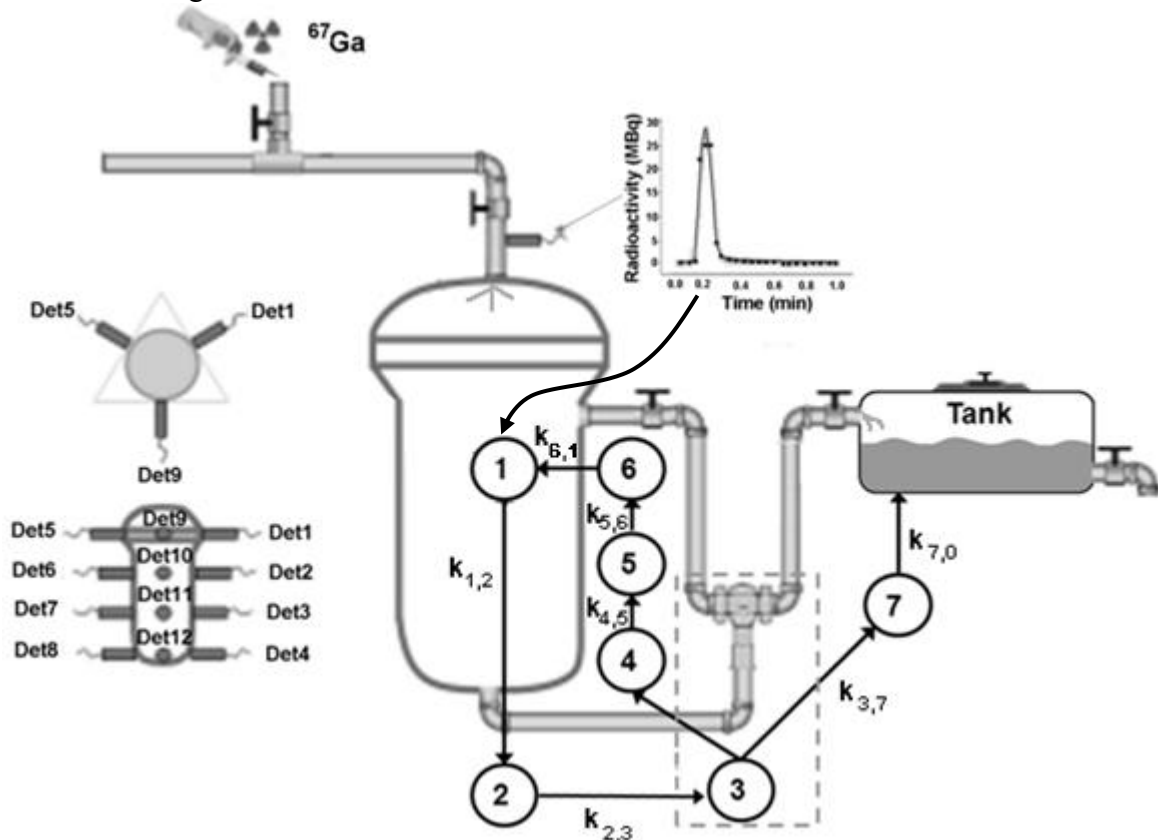 ⁶⁷Ga
Radioactivity (MBq)
30
25
20
15
10
5
0
0.0 0.2 0.4 0.6 0.8 1.0
Time (min)
Det5 Det1
Det9
Tank
k6,1
1 6
k5,6
k1,2
5
k4,5
4
k7,0
7
k3,7
3
2
k2,3
Det9
Det5 Det1
Det10
Det6 Det2
Det11
Det7 Det3
Det12
Det8 Det4